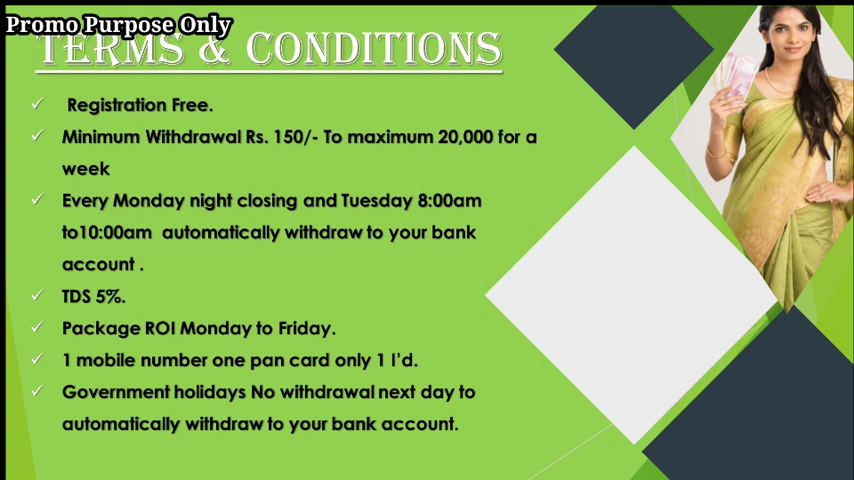 Promo Purpose Only
TERMS & CONDITIONS
Registration Free.
Minimum Withdrawal Rs. 150/- To maximum 20,000 for a
week
Every Monday night closing and Tuesday 8:00am
to10:00am automatically withdraw to your bank
account .
TDS 5%.
Package ROI Monday to Friday.
1 mobile number one pan card only 1 I'd.
Government holidays No withdrawal next day to
automatically withdraw to your bank account.